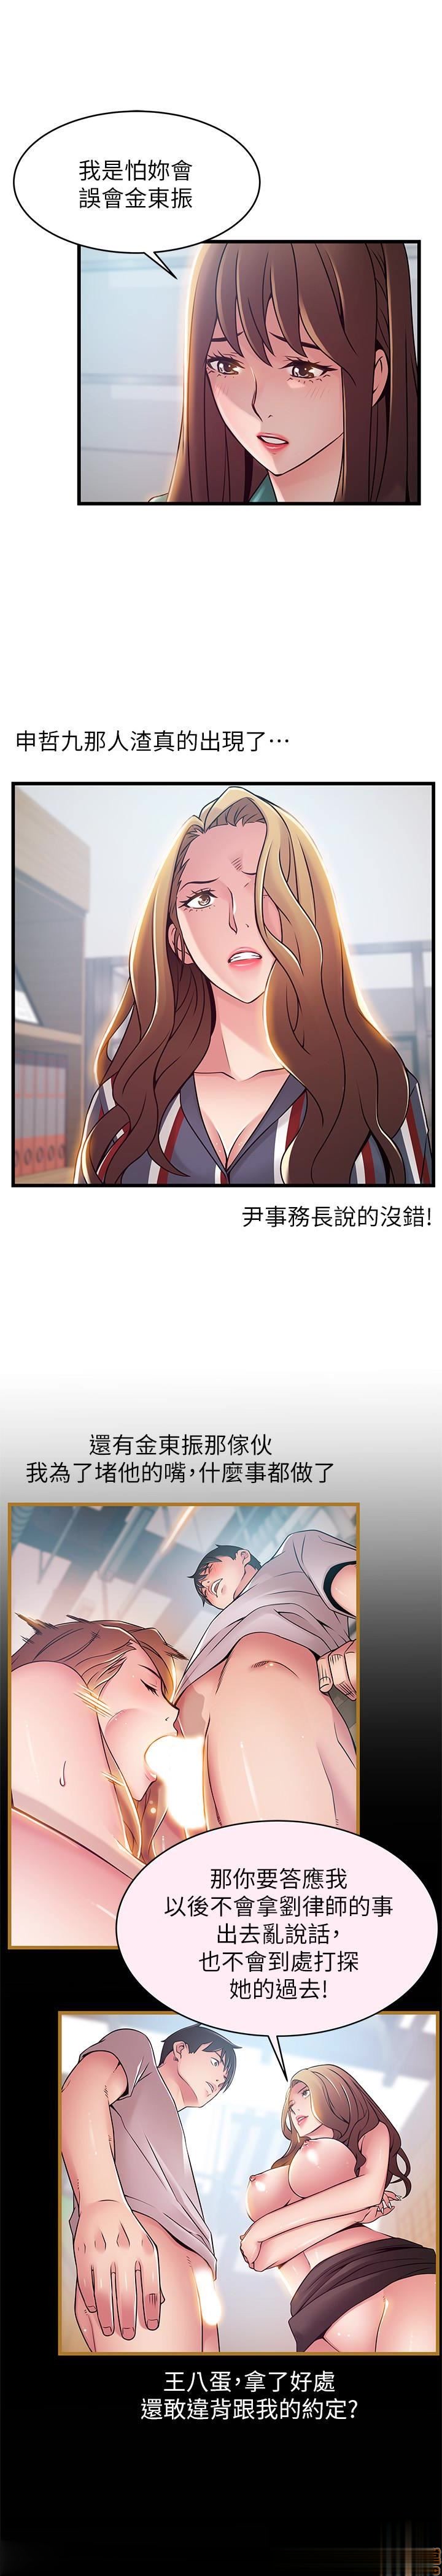 我是怕妳會
誤會金東振
申哲九那人渣真的出現了…
尹事務長說的沒錯!
還有金東振那傢伙
我為了堵他的嘴,什麼事都做了
那你要答應我
以後不會拿劉律師的事
出去亂說話,
也不會到處打探
她的過去!
王八蛋,拿了好處
還敢違背跟我的約定?